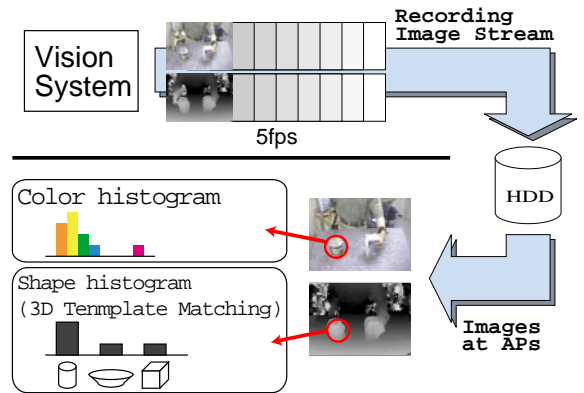 Recording
Image Stream
Vision
System
5fps
HDD
Color histogram
Shape histogram
(3D Tenmplate Matching)
Images
at APs